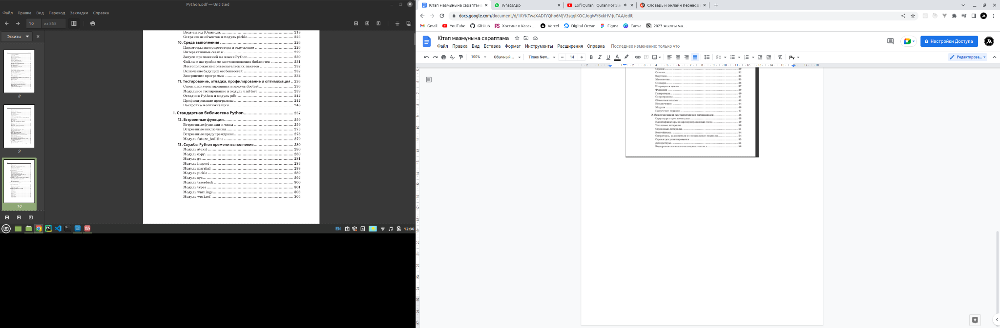 Python.pdf — Untitled
Файл Правка Вид Переход Закладки Справка
10 из 858
Эскизы
8
9
10
Ввод-вывод Юникода 218
Сохранение объектов и модуль pickle 223
10. Среда выполнения 226
Параметры интерпретатора и окружение 226
Интерактивные сеансы 229
Запуск приложений на языке Python 230
Файлы с настройками местоположения библиотек 231
Местоположение пользовательских пакетов 232
Включение будущих особенностей 232
Завершение программы 234
11. Тестирование, отладка, профилирование и оптимизация 236
Строки документирования и модуль doctest 236
Модульное тестирование и модуль unittest 239
Отладчик Python и модуль pdb 242
Профилирование программы 247
Настройка и оптимизация 248
II. Стандартная библиотека Python 257
12. Встроенные функции 259
Встроенные функции и типы 259
Встроенные исключения 273
Встроенные предупреждения 278
Модуль future_builtins 279
13. Службы Python времени выполнения 280
Модуль atexit 280
Модуль copy 280
Модуль gc 281
Модуль inspect 283
Модуль marshal 288
Модуль pickle 289
Модуль sys 292
Модуль traceback 300
Модуль types 301
Модуль warnings 303
Модуль weakref 305
EN 12:30
Кітап мазмұнына сараптама
WhatsApp
Lofi Quran | Quran For Sle
Словарь и онлайн перевод
docs.google.com/document/d/1ilYKTwaXADfYQho6MjV3sqqlKOCJogWY6xkHV-juTAA/edit
Gmail YouTube GitHub Хостинг в Казах... Vercel Digital Ocean Figma Canva 2023-жылғы ма...
Кітап мазмұнына сараптама
Файл Правка Вид Вставка Формат Инструменты Расширения Справка Последнее изменение: только что
Настройки Доступа
100% Обычный ... Times New... 14 B I U A Редактирова...
Строки 30
Списки 32
Кортежи 33
Множества 35
Словари 36
Итерации и циклы 37
Функции 39
Генераторы 40
Сопрограммы 42
Объекты и классы 43
Исключения 44
Модули 46
Получение справки 47
2. Лексические и синтаксические соглашения 48
Структура строк и отступы 48
Идентификаторы и зарезервированные слова 49
Числовые литералы 50
Строковые литералы 51
Контейнеры 54
Операторы, разделители и специальные символы 54
Строки документирования 55
Декораторы 55
Кодировка символов в исходных текстах 56